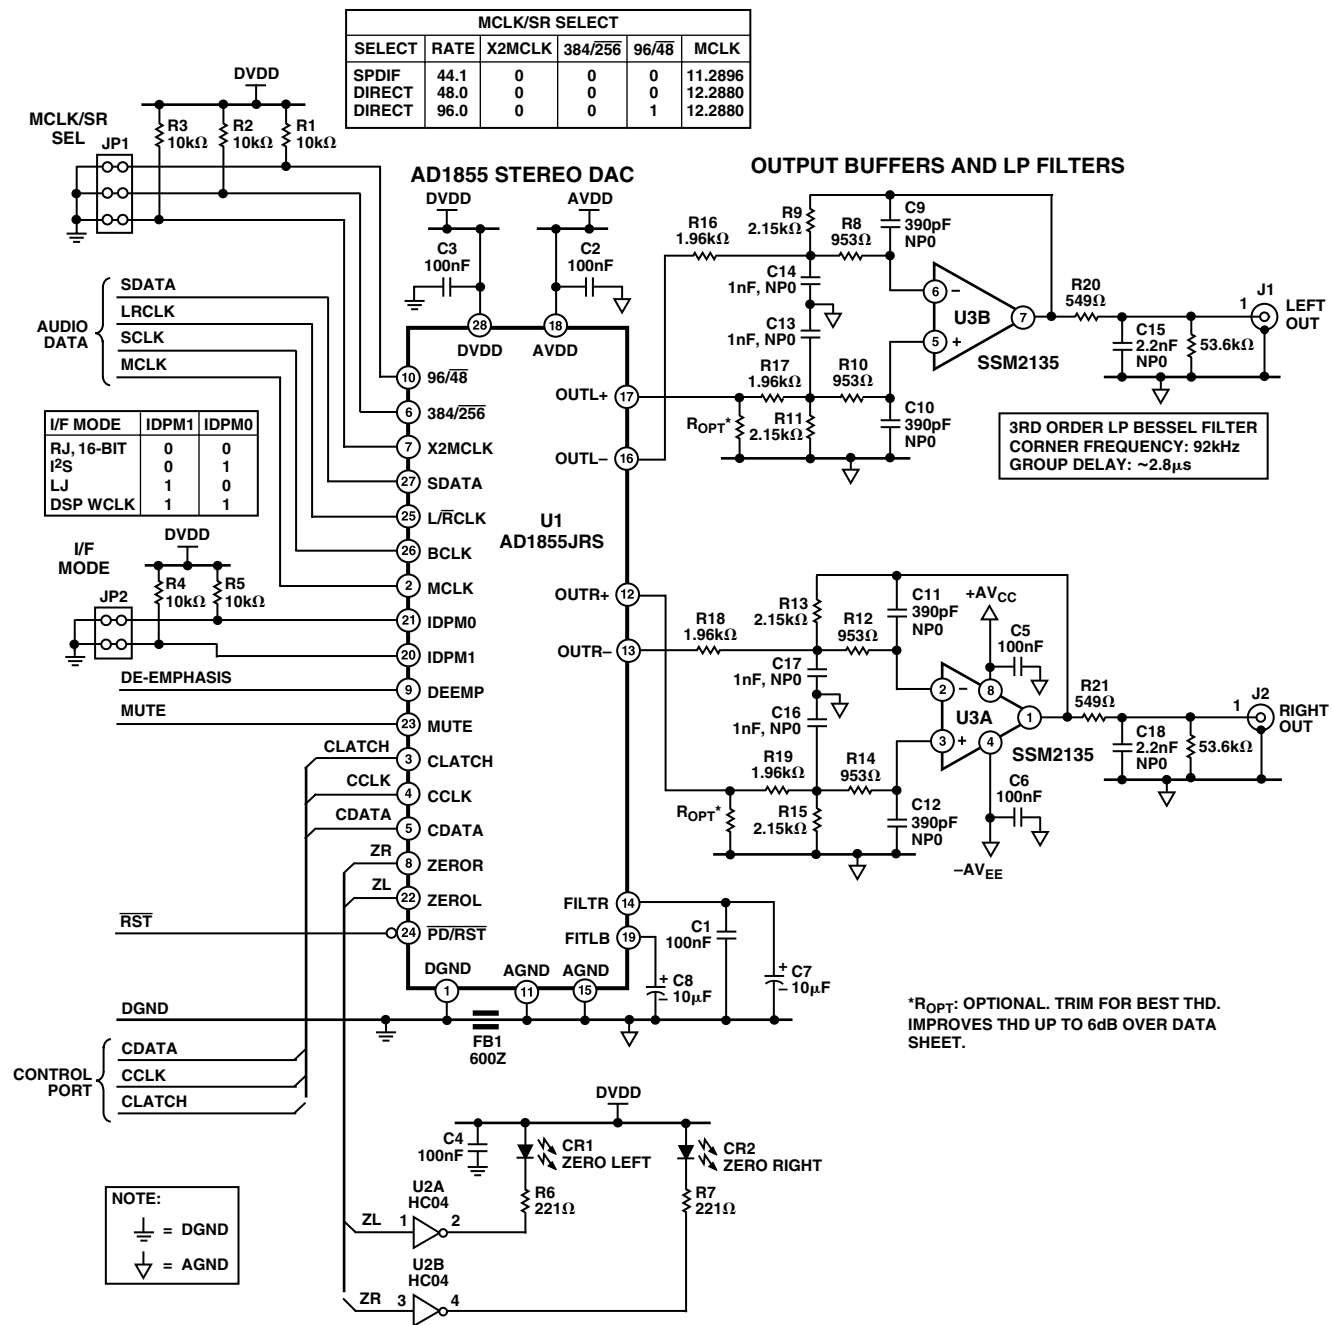 MCLK/SR SELECT
SELECT RATE X2MCLK 384/256 96/48 MCLK
SPDIF 44.1 0 0 0 11.2896
DIRECT 48.0 0 0 0 12.2880
DIRECT 96.0 0 0 1 12.2880
DVDD
MCLK/SR
SEL
JP1
R3
10kΩ
R2
10kΩ
R1
10kΩ
AD1855 STEREO DAC
DVDD
AVDD
C3
100nF
C2
100nF
OUTPUT BUFFERS AND LP FILTERS
AUDIO
DATA
SDATA
LRCLK
SCLK
MCLK
I/F MODE IDPM1 IDPM0
RJ, 16-BIT 0 0
I2S 0 1
LJ 1 0
DSP WCLK 1 1
I/F
MODE
DVDD
JP2
R4
10kΩ
R5
10kΩ
DE-EMPHASIS
MUTE
CLATCH
CCLK
CDATA
ZR
ZL
RST
DGND
28
DVDD
18
AVDD
10 96/48
6 384/256
7 X2MCLK
27 SDATA
25 L/RCLK
26 BCLK
2 MCLK
21 IDPM0
20 IDPM1
9 DEEMP
23 MUTE
3 CLATCH
4 CCLK
5 CDATA
8 ZEROR
22 ZEROL
24 PD/RST
U1
AD1855JRS
OUTL+ 17
OUTL– 16
OUTR+ 12
OUTR– 13
FILTR 14
FITLB 19
DGND
1
AGND
11
AGND
15
FB1
600Z
R16
1.96kΩ
R9
2.15kΩ
R8
953Ω
C9
390pF
NP0
C14
1nF, NP0
C13
1nF, NP0
R17
1.96kΩ
R10
953Ω
ROPT*
R11
2.15kΩ
C10
390pF
NP0
6 –
5 +
7
U3B
SSM2135
R20
549Ω
C15
2.2nF
NP0
53.6kΩ
1
J1
LEFT
OUT
3RD ORDER LP BESSEL FILTER
CORNER FREQUENCY: 92kHz
GROUP DELAY: ~2.8μs
R18
1.96kΩ
R13
2.15kΩ
R12
953Ω
C11
390pF
NP0
C17
1nF, NP0
C16
1nF, NP0
R19
1.96kΩ
R14
953Ω
ROPT*
R15
2.15kΩ
C12
390pF
NP0
+AVCC
C5
100nF
2 –
3 +
8
4
1
U3A
SSM2135
C6
100nF
–AVEE
R21
549Ω
C18
2.2nF
NP0
53.6kΩ
1
J2
RIGHT
OUT
C1
100nF
+
–
C8
10μF
+
–
C7
10μF
*ROPT: OPTIONAL. TRIM FOR BEST THD.
IMPROVES THD UP TO 6dB OVER DATA
SHEET.
CONTROL
PORT
CDATA
CCLK
CLATCH
DVDD
C4
100nF
CR1
ZERO LEFT
CR2
ZERO RIGHT
R6
221Ω
R7
221Ω
U2A
HC04
ZL 1 2
U2B
HC04
ZR 3 4
NOTE:
= DGND
= AGND